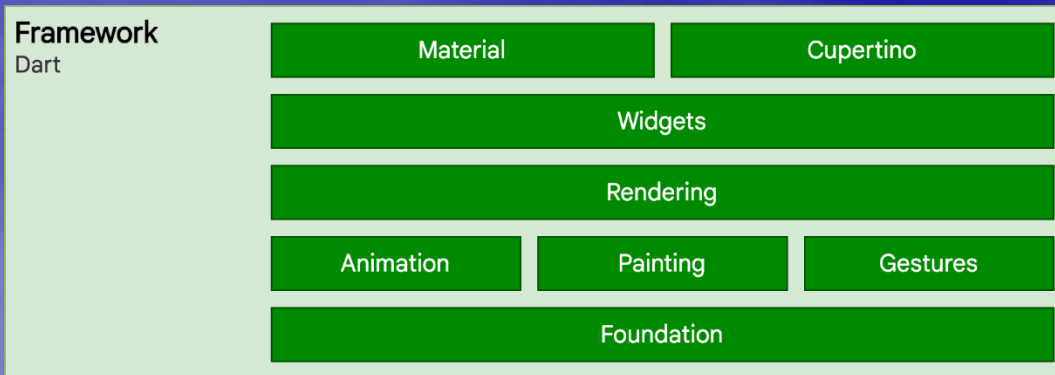 Framework
Dart
Material
Cupertino
Widgets
Rendering
Animation
Painting
Gestures
Foundation